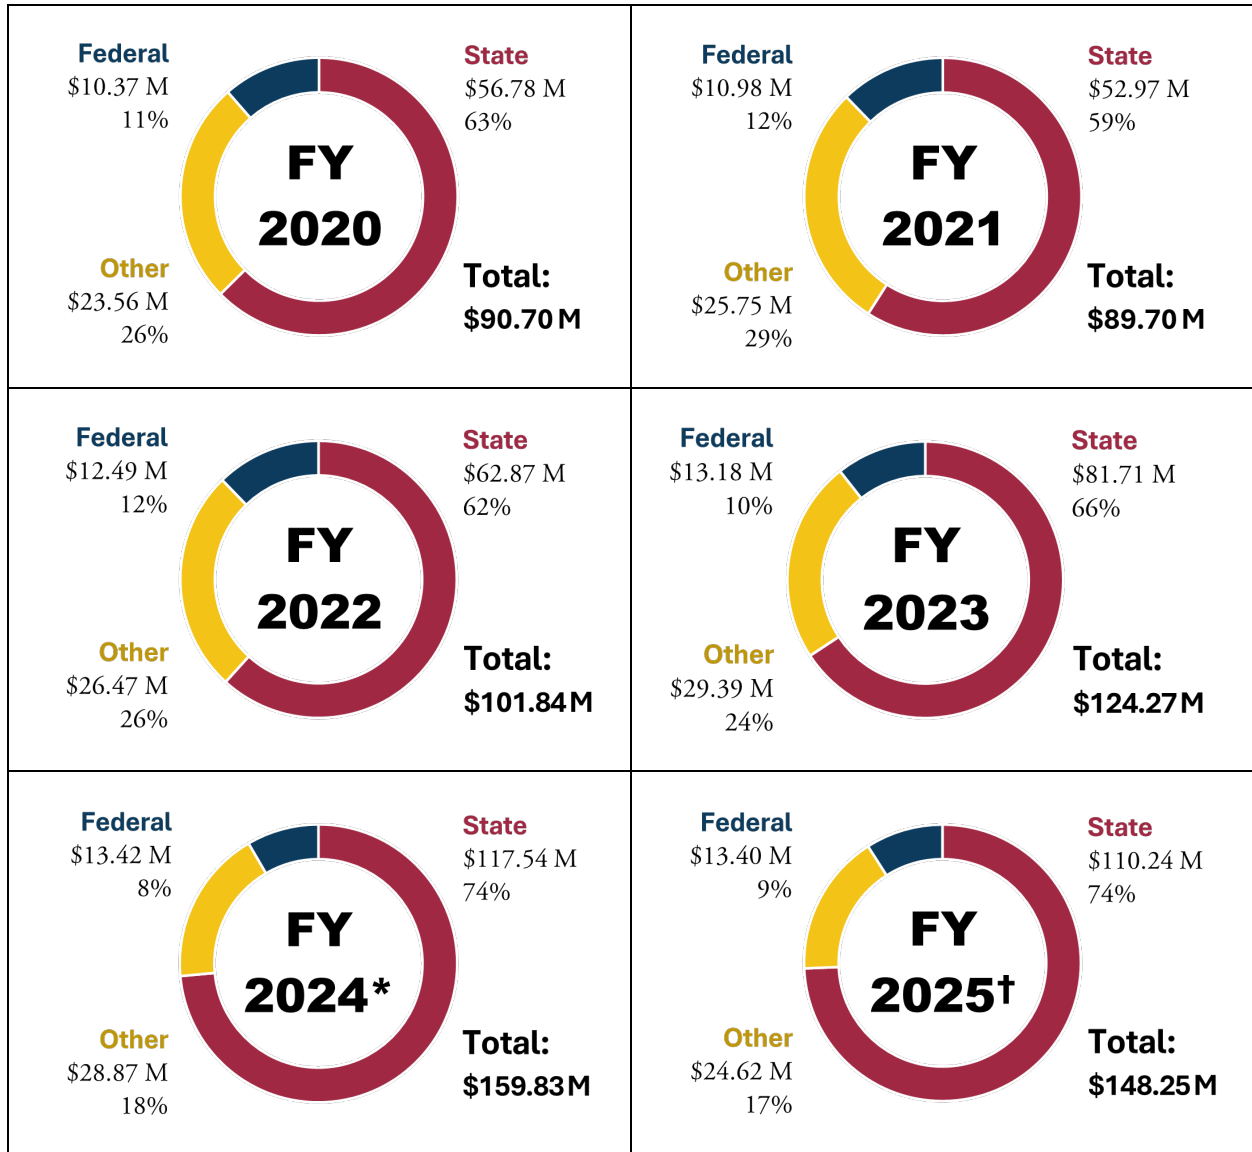 Federal
$10.37 M
11%
State
$56.78 M
63%
FY
2020
Other
$23.56 M
26%
Total:
$90.70 M
Federal
$10.98 M
12%
State
$52.97 M
59%
FY
2021
Other
$25.75 M
29%
Total:
$89.70 M
Federal
$12.49 M
12%
State
$62.87 M
62%
FY
2022
Other
$26.47 M
26%
Total:
$101.84 M
Federal
$13.18 M
10%
State
$81.71 M
66%
FY
2023
Other
$29.39 M
24%
Total:
$124.27 M
Federal
$13.42 M
8%
State
$117.54 M
74%
FY
2024*
Other
$28.87 M
18%
Total:
$159.83 M
Federal
$13.40 M
9%
State
$110.24 M
74%
FY
2025†
Other
$24.62 M
17%
Total:
$148.25 M